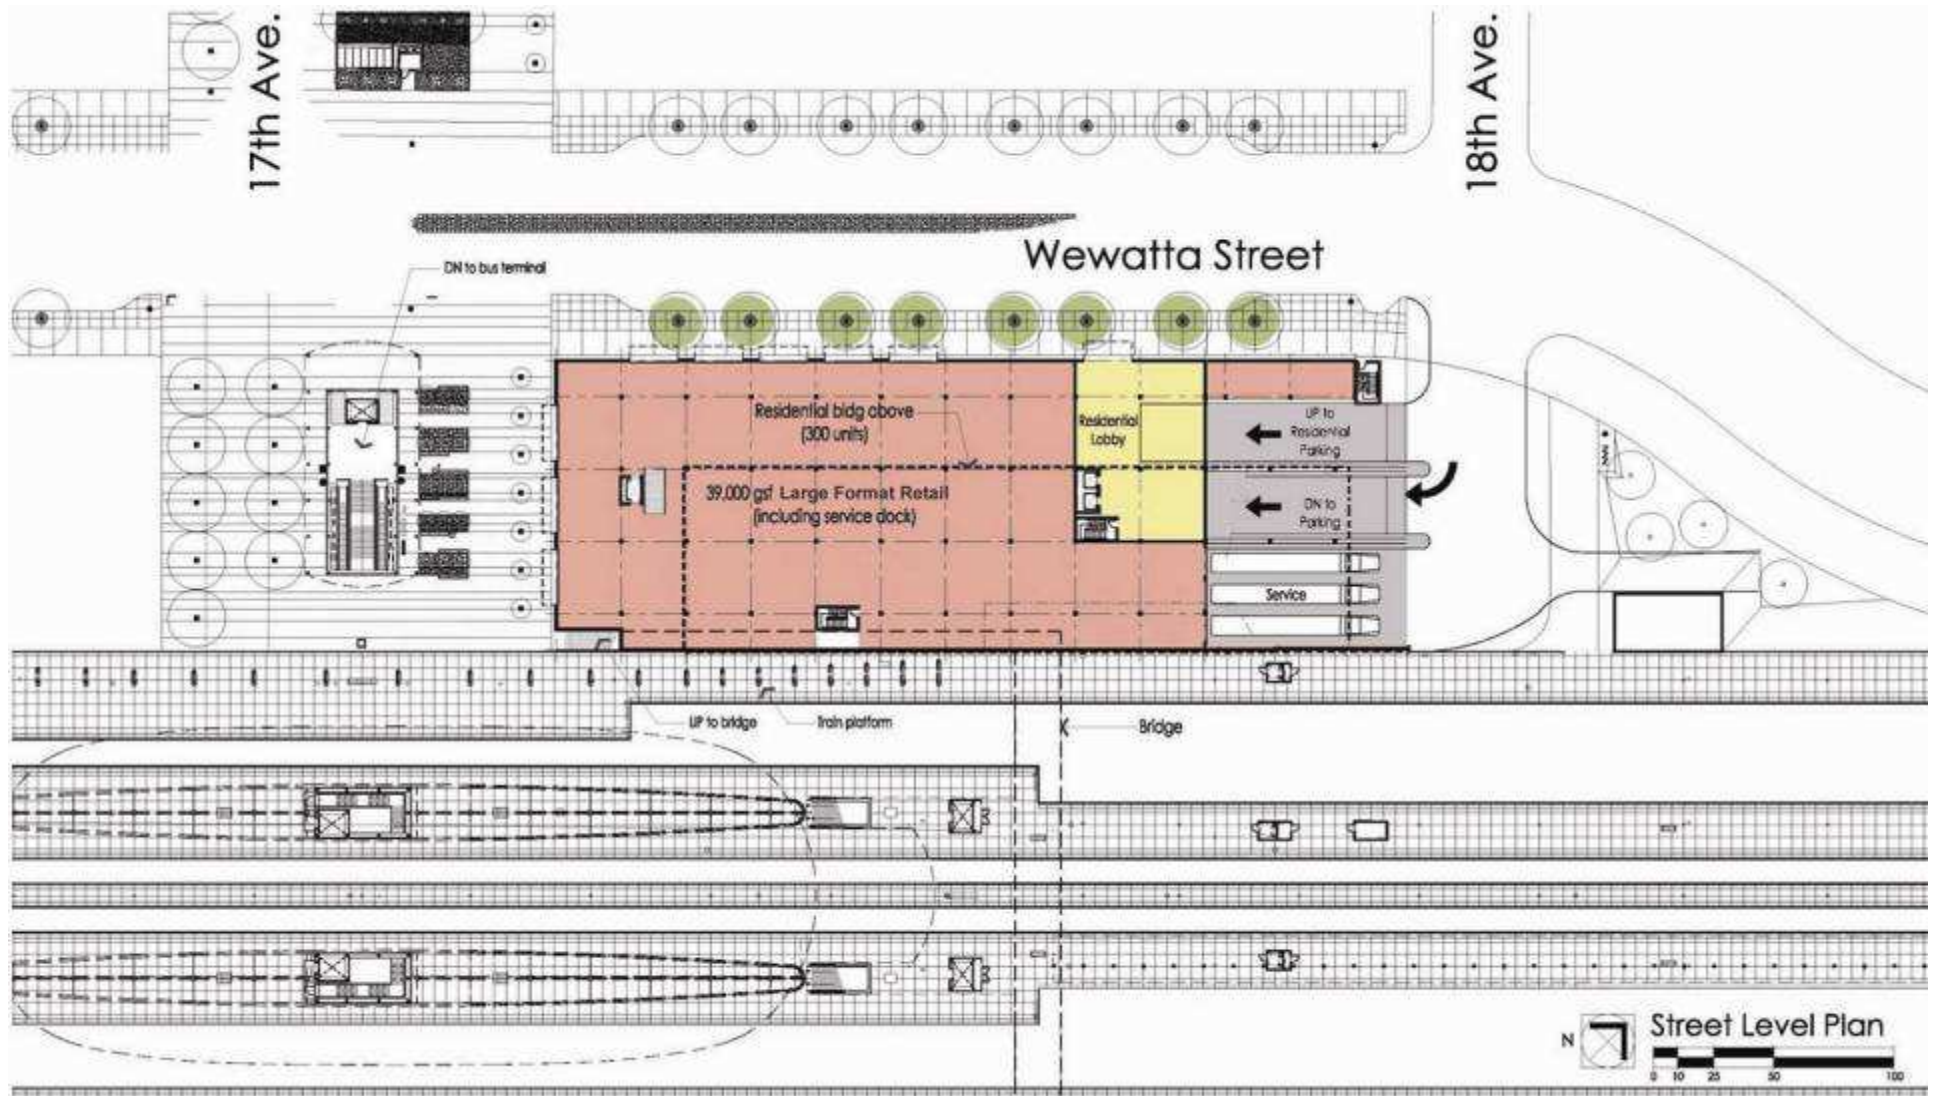 17th Ave.
18th Ave.
Wewatta Street
DN to bus terminal
Residential bldg above
(300 units)
Residential
Lobby
UP to
Residential
Parking
39,000 gsf Large Format Retail
(including service dock)
DN to
Parking
Service
UP to bridge
Train platform
Bridge
N
Street Level Plan
0 10 25 50 100